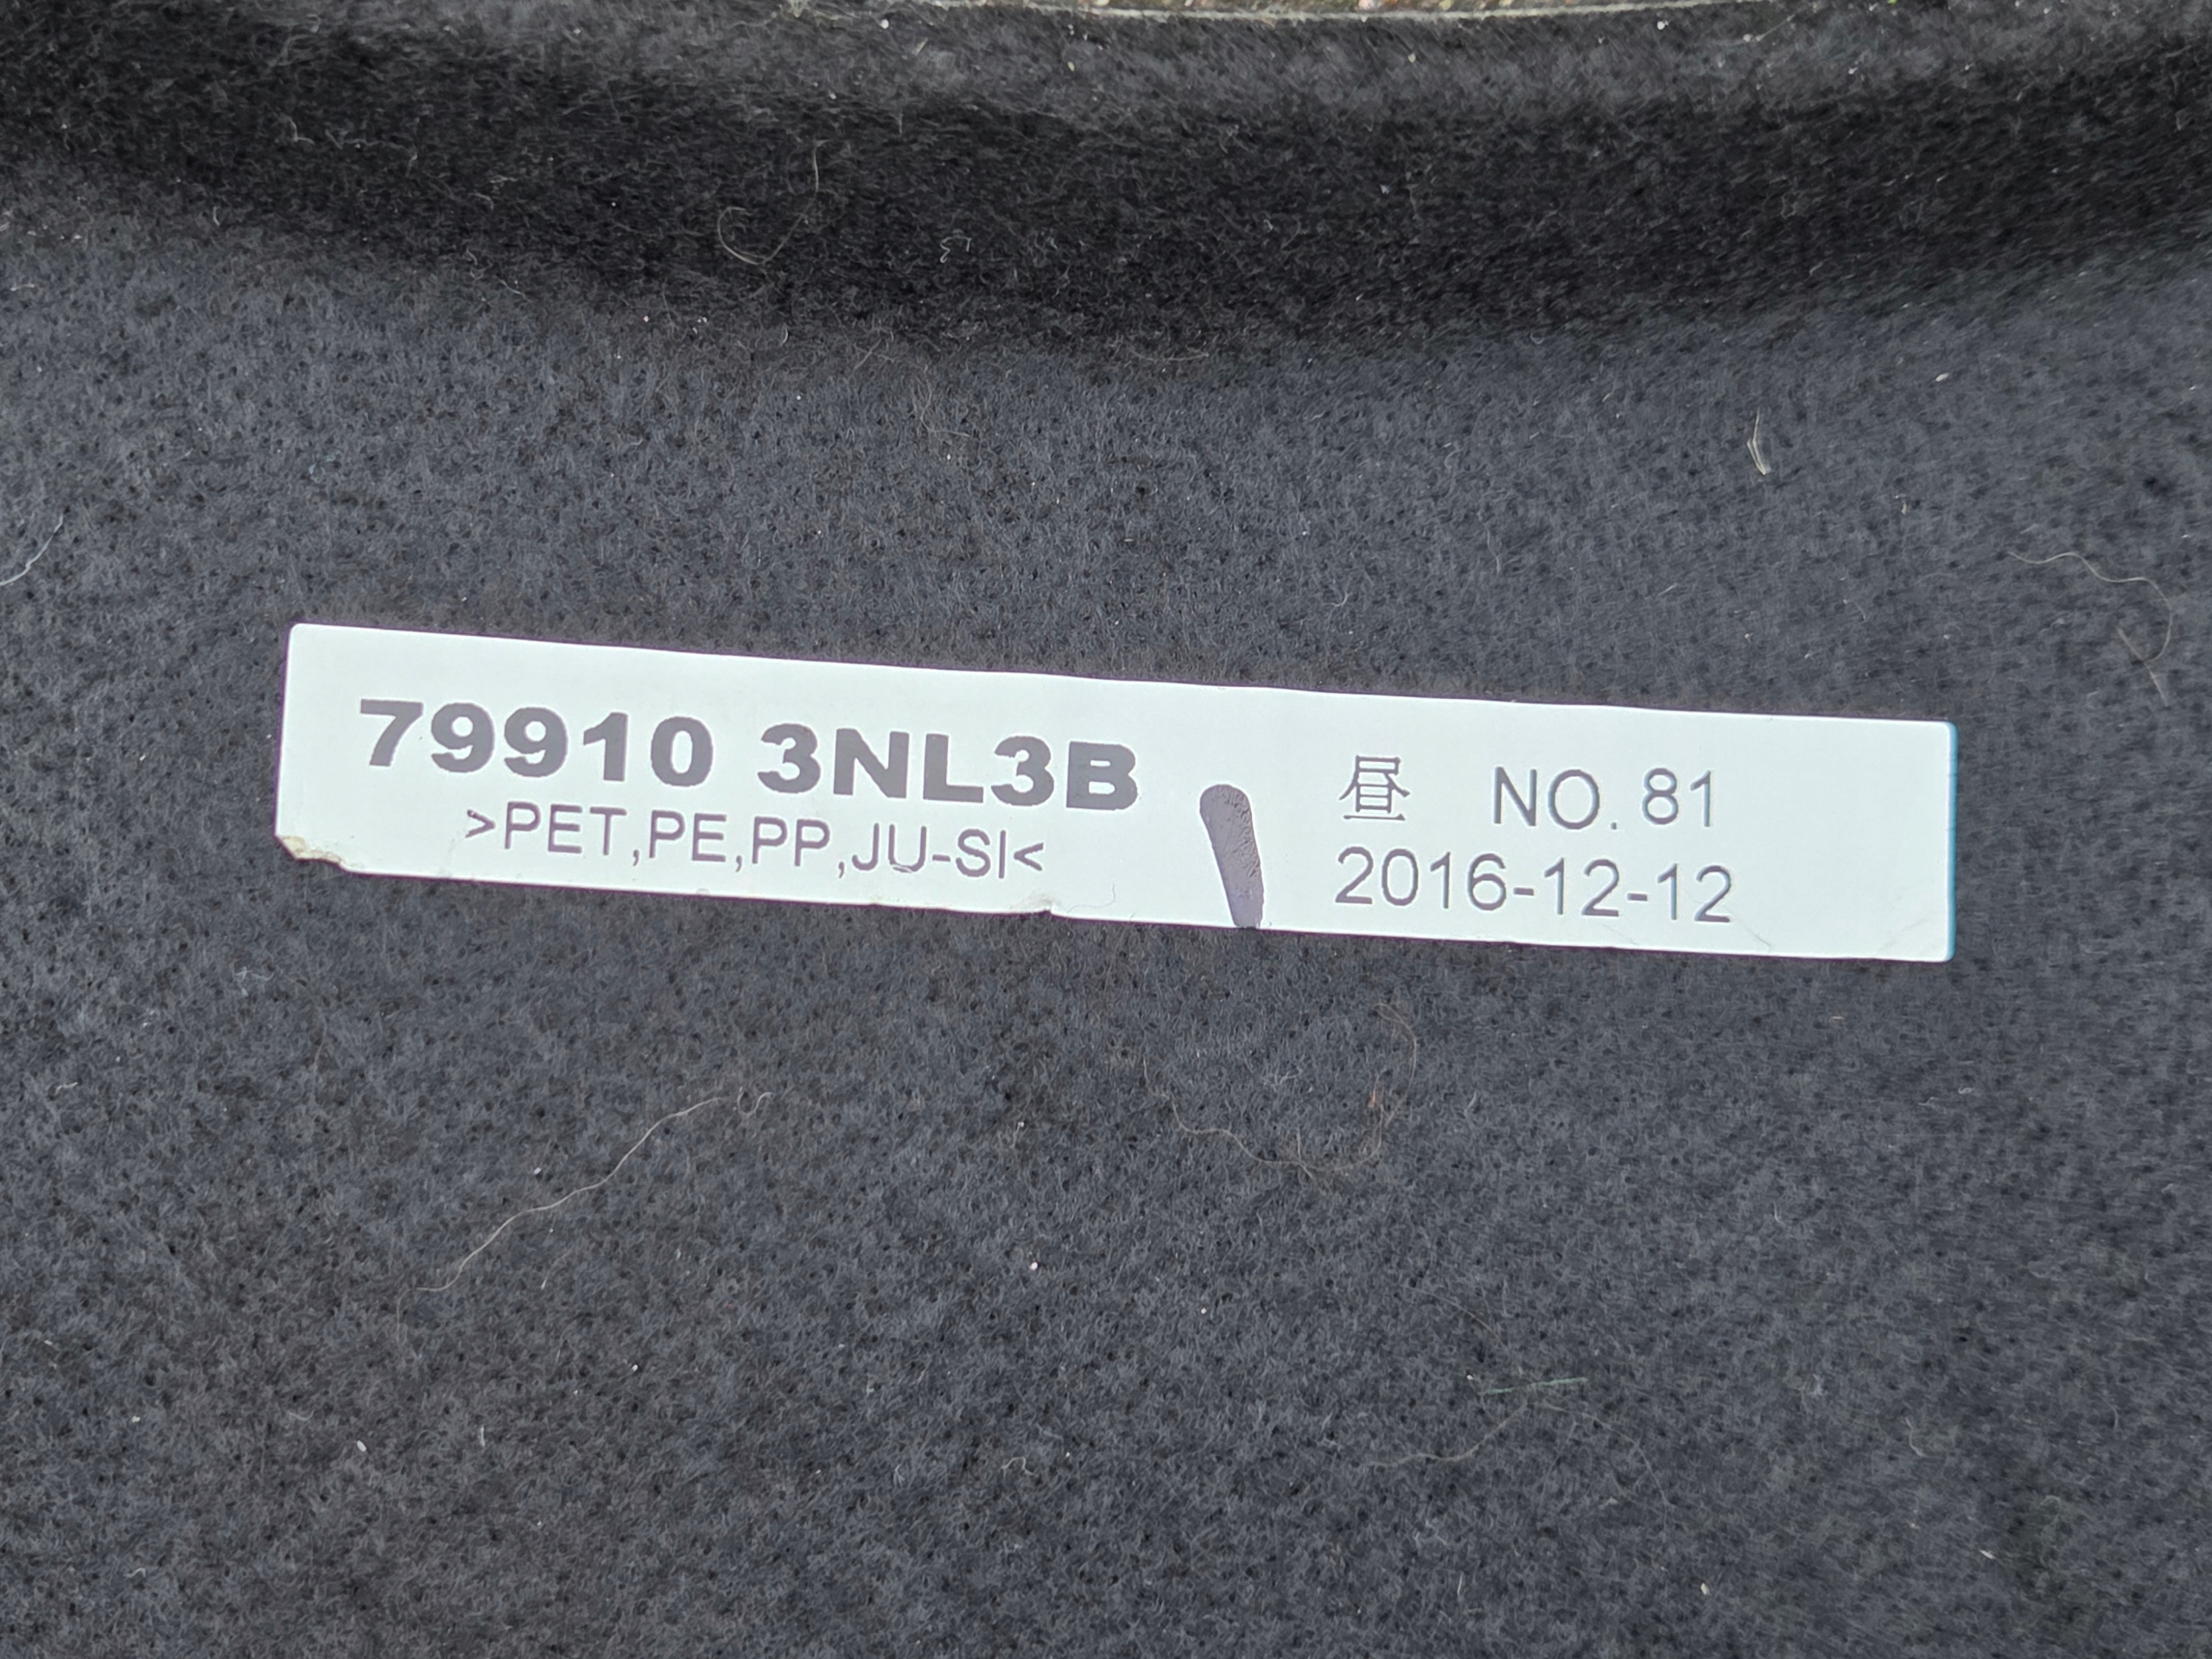 79910 3NL3B
>PET,PE,PP,JU-SI<
昼 NO. 81
2016-12-12